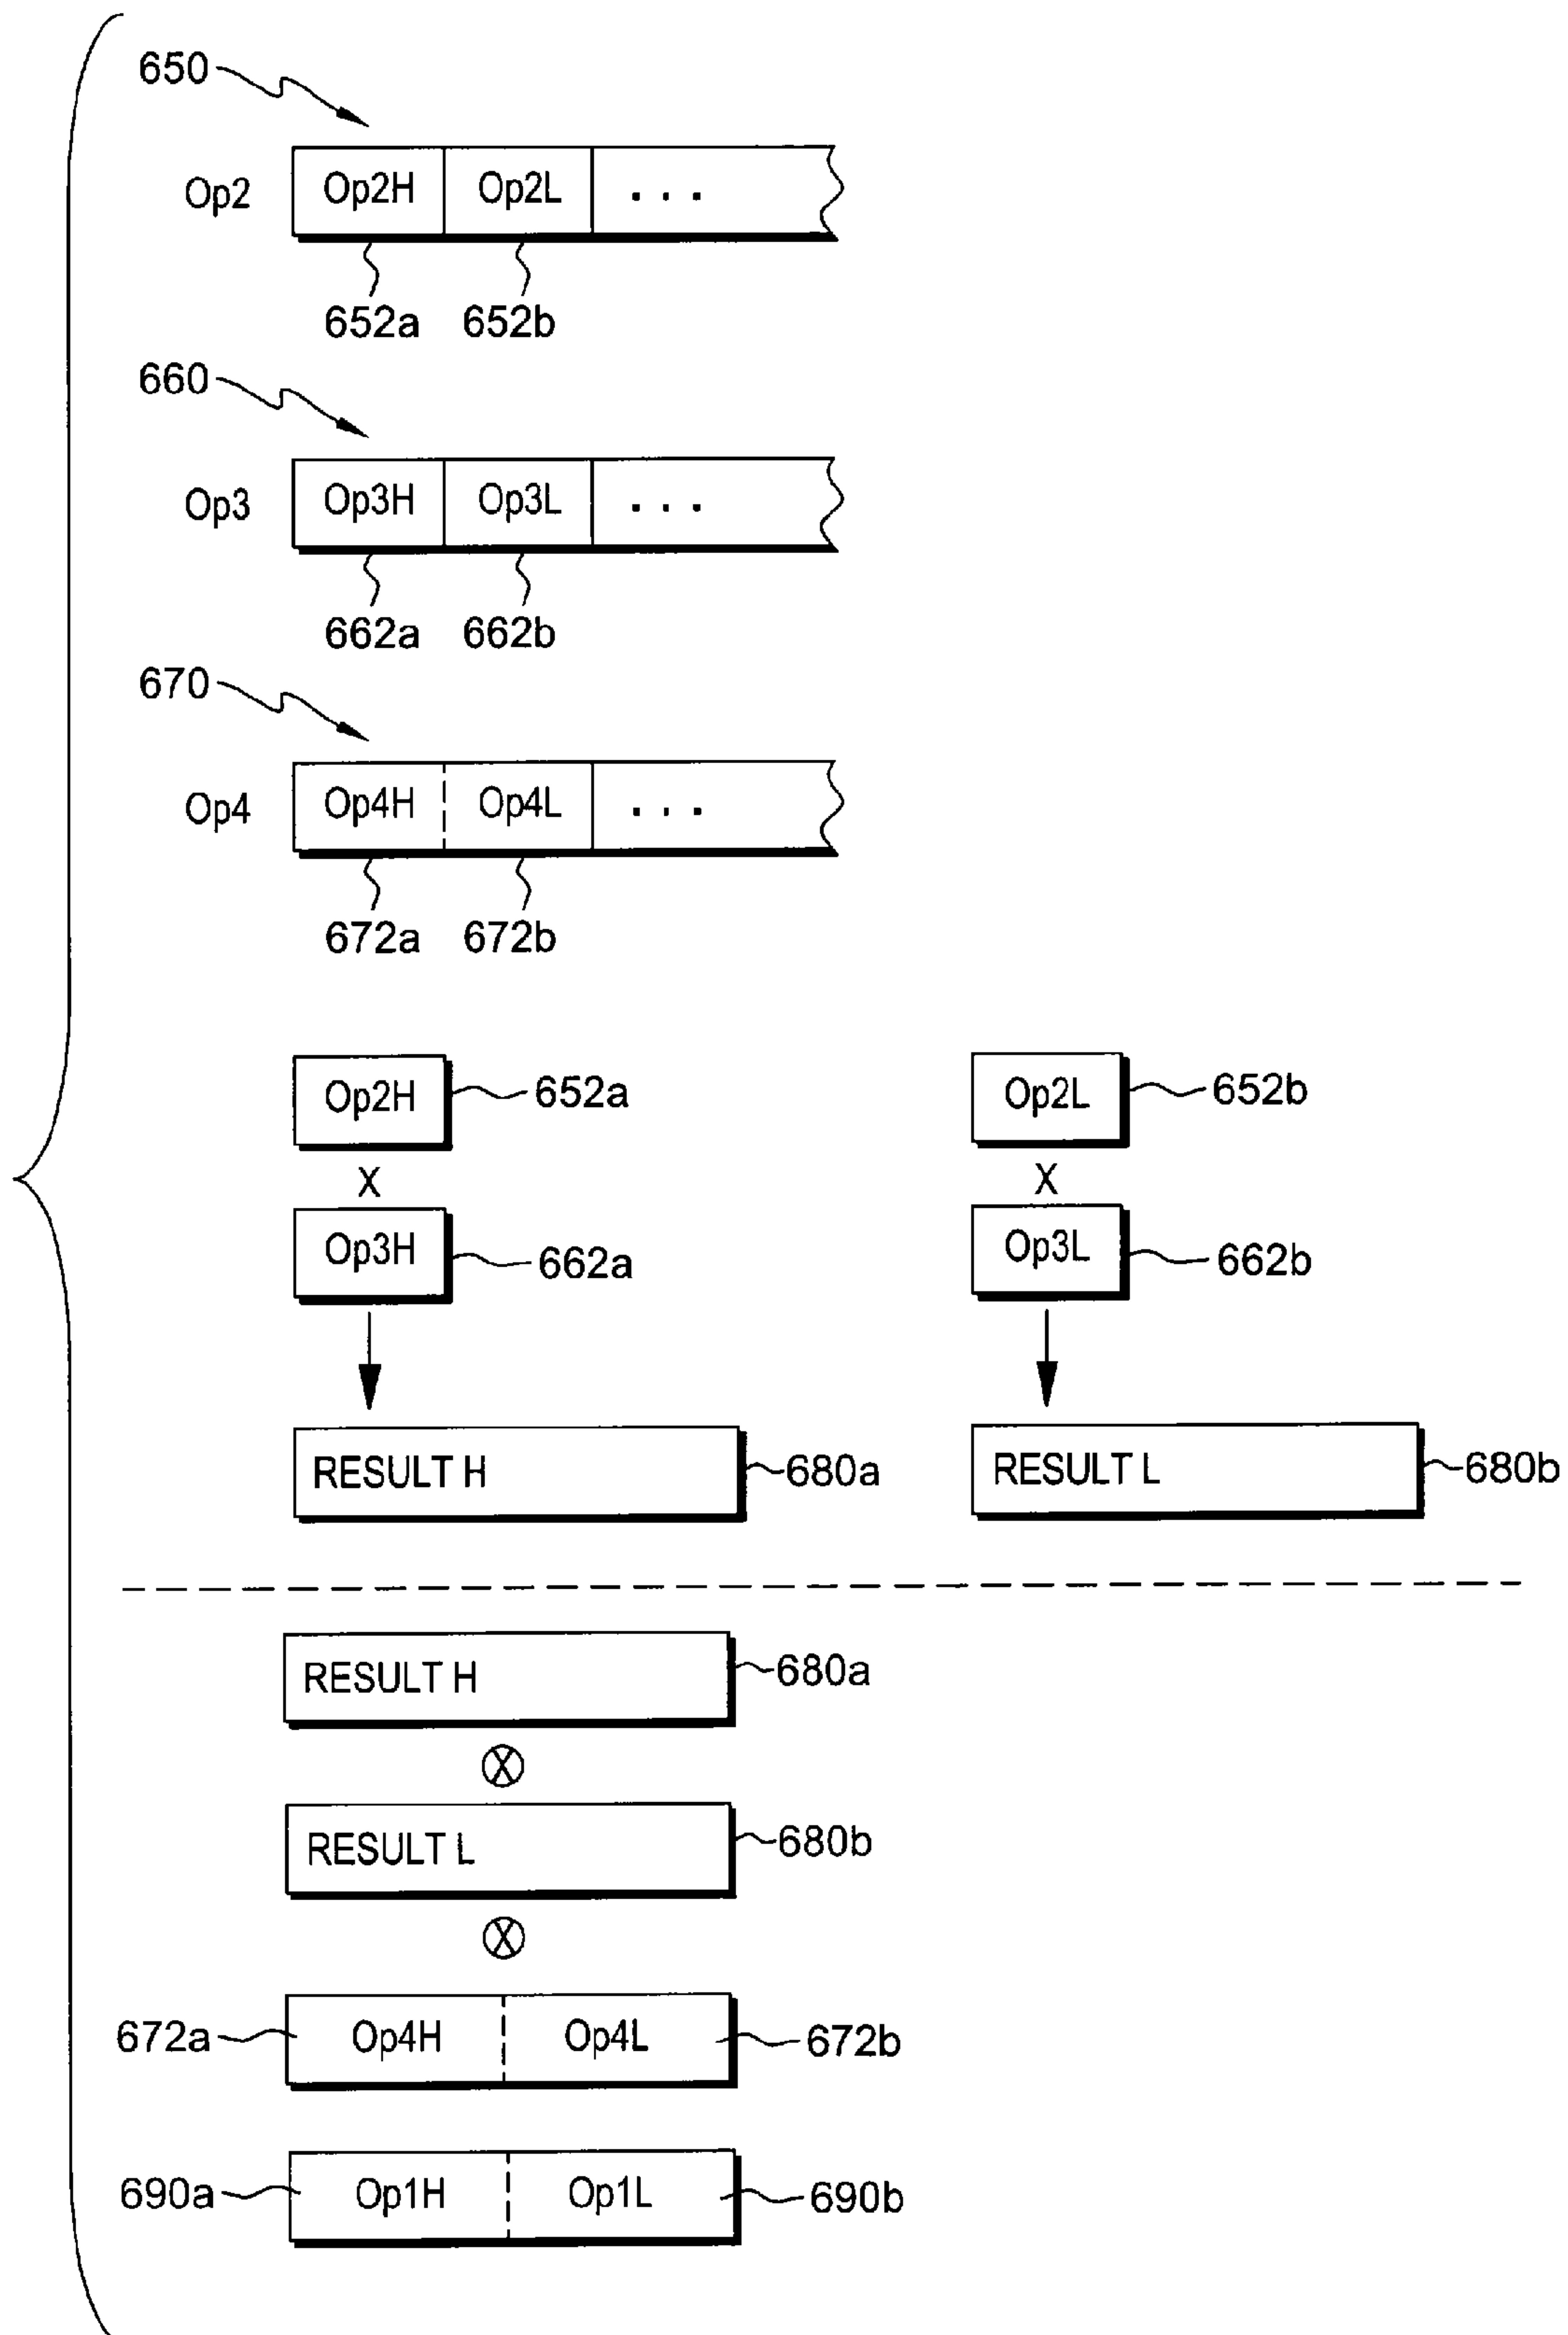 650
Op2 Op2H Op2L ...
652a 652b
660
Op3 Op3H Op3L ...
662a 662b
670
Op4 Op4H Op4L ...
672a 672b
Op2H 652a Op2L 652b
X X
Op3H 662a Op3L 662b
RESULT H 680a RESULT L 680b
RESULT H 680a
X
RESULT L 680b
X
672a Op4H Op4L 672b
690a Op1H Op1L 690b